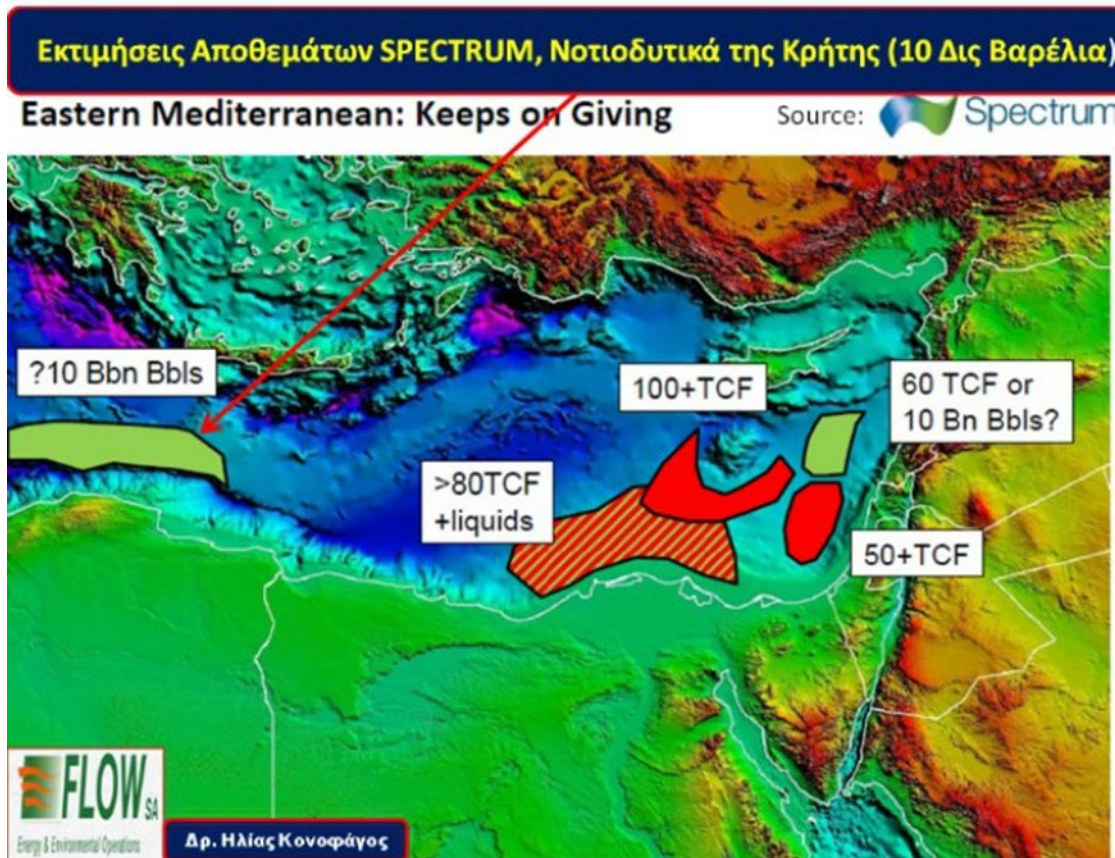 Εκτιμήσεις Αποθεμάτων SPECTRUM, Νοτιοδυτικά της Κρήτης (10 Δις Βαρέλια)
Eastern Mediterranean: Keeps on Giving
Source: Spectrum
?10 Bbn Bbls
100+TCF
60 TCF or
10 Bn Bbls?
>80TCF
+liquids
50+TCF
FLOW SA
Energy & Environmental Operations
Δρ. Ηλίας Κονοφάγος